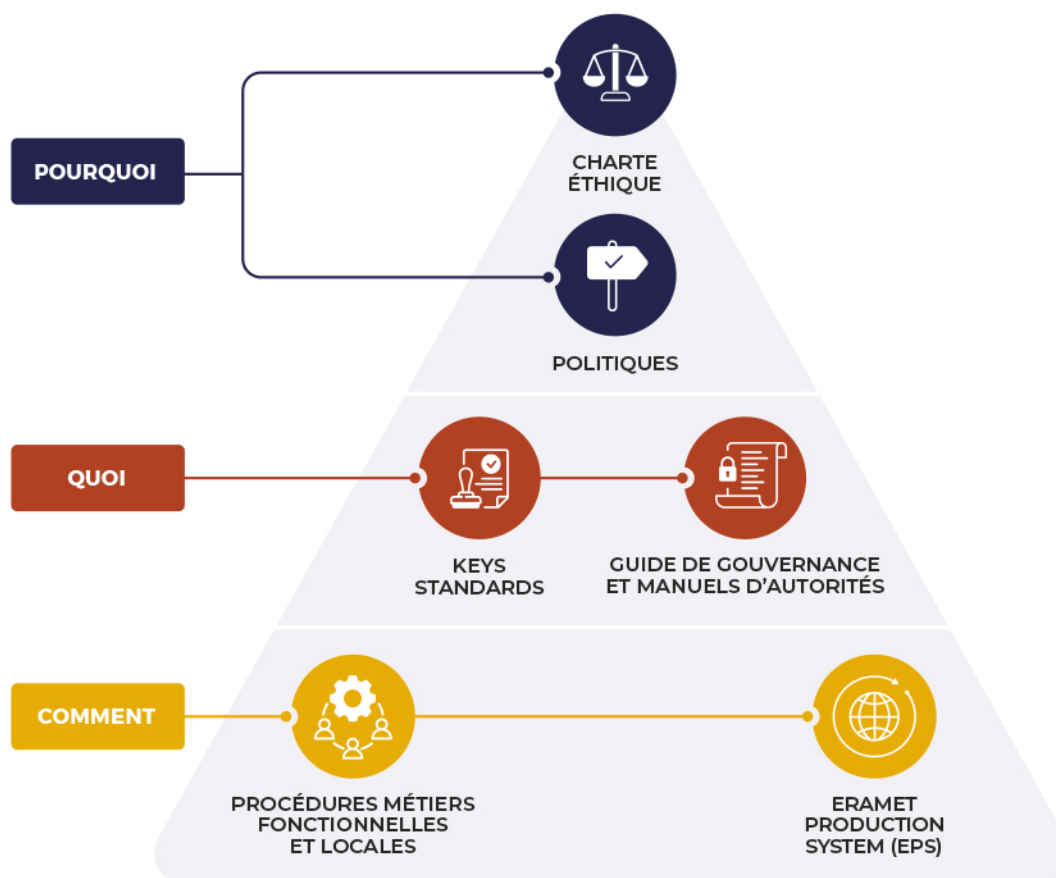 POURQUOI
CHARTE
ÉTHIQUE
POLITIQUES
QUOI
KEYS
STANDARDS
GUIDE DE GOUVERNANCE
ET MANUELS D’AUTORITÉS
COMMENT
PROCÉDURES MÉTIERS
FONCTIONNELLES
ET LOCALES
ERAMET
PRODUCTION
SYSTEM (EPS)